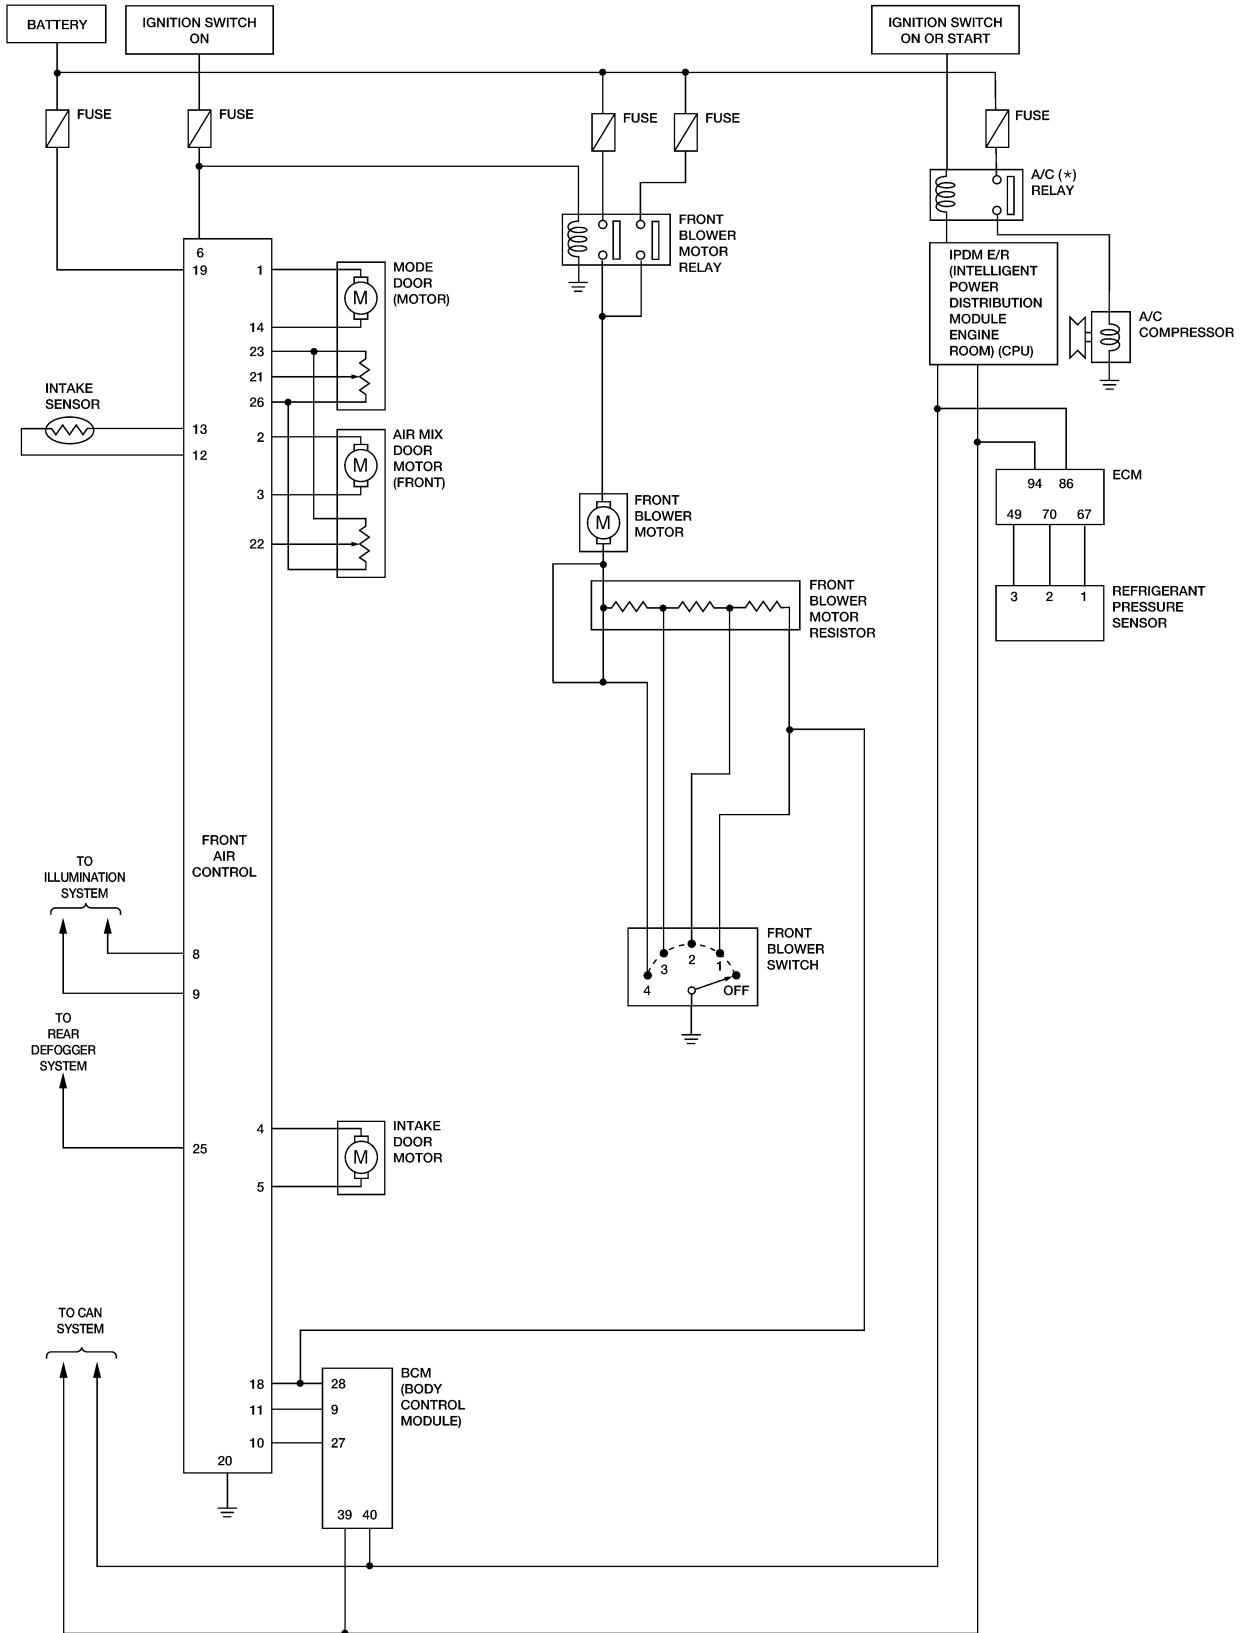 BATTERY
IGNITION SWITCH
ON
IGNITION SWITCH
ON OR START
FUSE
FUSE
FUSE
FUSE
FUSE
A/C (*)
RELAY
FRONT
BLOWER
MOTOR
RELAY
6
19
1
MODE
DOOR
(MOTOR)
M
14
23
21
26
IPDM E/R
(INTELLIGENT
POWER
DISTRIBUTION
MODULE
ENGINE
ROOM) (CPU)
A/C
COMPRESSOR
INTAKE
SENSOR
13
12
2
AIR MIX
DOOR
MOTOR
(FRONT)
M
3
22
ECM
94 86
49 70 67
FRONT
BLOWER
MOTOR
M
FRONT
BLOWER
MOTOR
RESISTOR
3 2 1
REFRIGERANT
PRESSURE
SENSOR
FRONT
AIR
CONTROL
TO
ILLUMINATION
SYSTEM
8
9
FRONT
BLOWER
SWITCH
4
3
2
1
OFF
TO
REAR
DEFOGGER
SYSTEM
25
4
INTAKE
DOOR
MOTOR
M
5
TO CAN
SYSTEM
18
28
11
9
10
27
BCM
(BODY
CONTROL
MODULE)
20
39 40